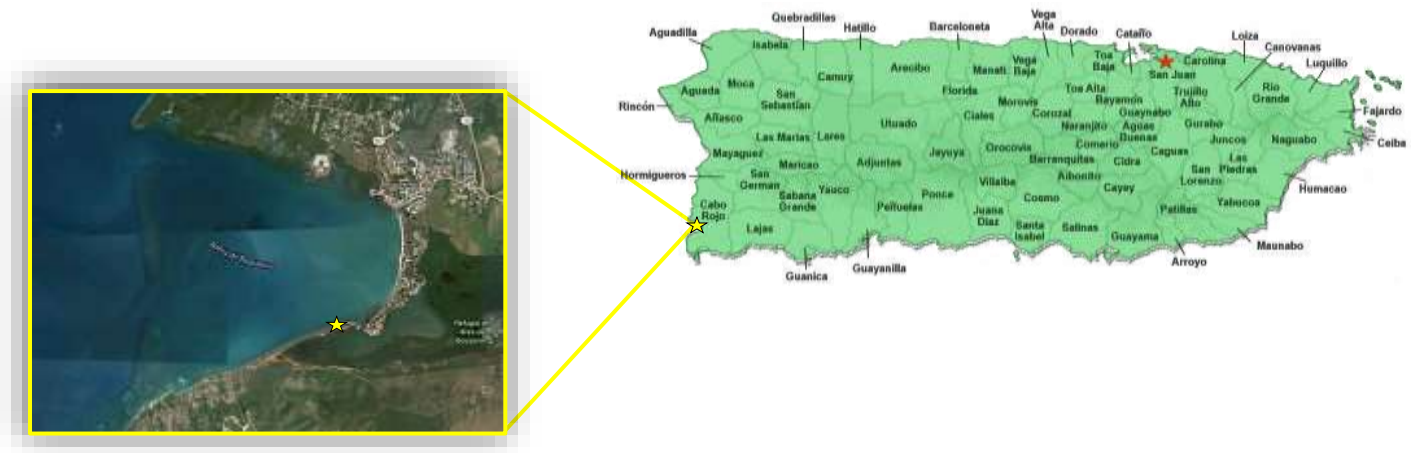 Aguadilla
Isabela
Quebradillas
Hatillo
Barceloneta
Vega
Alta
Dorado
Cataño
Loiza
Canovanas
Luquillo
Aguada
Moca
San
Sebastían
Camuy
Arecibo
Manati
Vega
Baja
Toa
Baja
San Juan
Carolina
Rio
Grande
Fajardo
Ceiba
Rincón
Añasco
Florida
Morovis
Ciales
Toa Alta
Bayamón
Corozal
Naranjito
Guaynabo
Aguas
Buenas
Trujillo
Alto
Gurabo
Juncos
Naguabo
Las Marias
Lares
Utuado
Mayaguez
Maricao
Adjuntas
Jayuya
Orocovis
Barranquitas
Comerio
Cidra
Caguas
Las
Piedras
San
Lorenzo
Humacao
Hormigueros
San
German
Sabana
Grande
Yauco
Ponce
Peñuelas
Villalba
Aibonito
Cayey
Coamo
Juana
Diaz
Santa
Isabel
Salinas
Guayama
Patillas
Yabucoa
Maunabo
Arroyo
Cabo
Rojo
Lajas
Guanica
Guayanilla